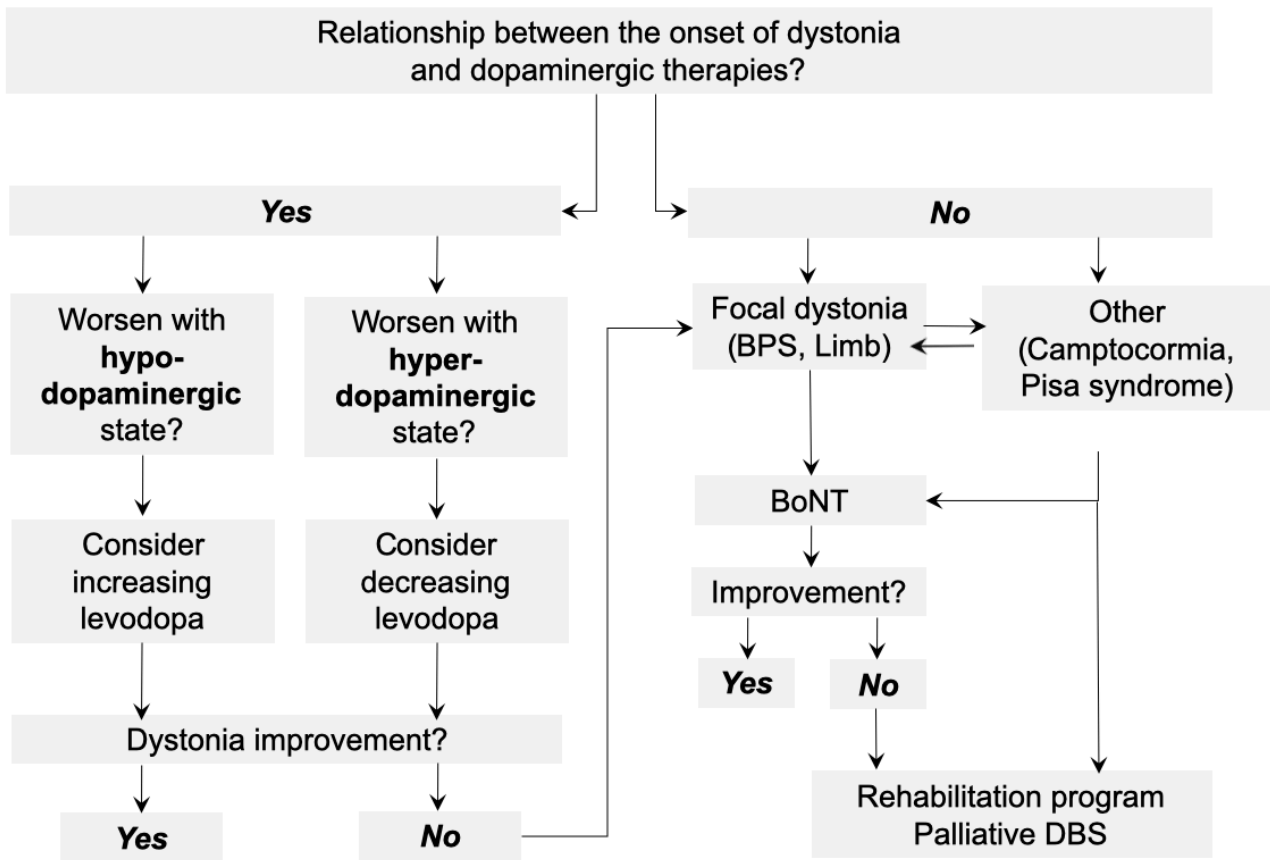 Relationship between the onset of dystonia
and dopaminergic therapies?
Yes
No
Worsen with
hypo-
dopaminergic
state?
Worsen with
hyper-
dopaminergic
state?
Focal dystonia
(BPS, Limb)
Other
(Camptocormia,
Pisa syndrome)
Consider
increasing
levodopa
Consider
decreasing
levodopa
BoNT
Improvement?
Yes
No
Dystonia improvement?
Yes
No
Rehabilitation program
Palliative DBS